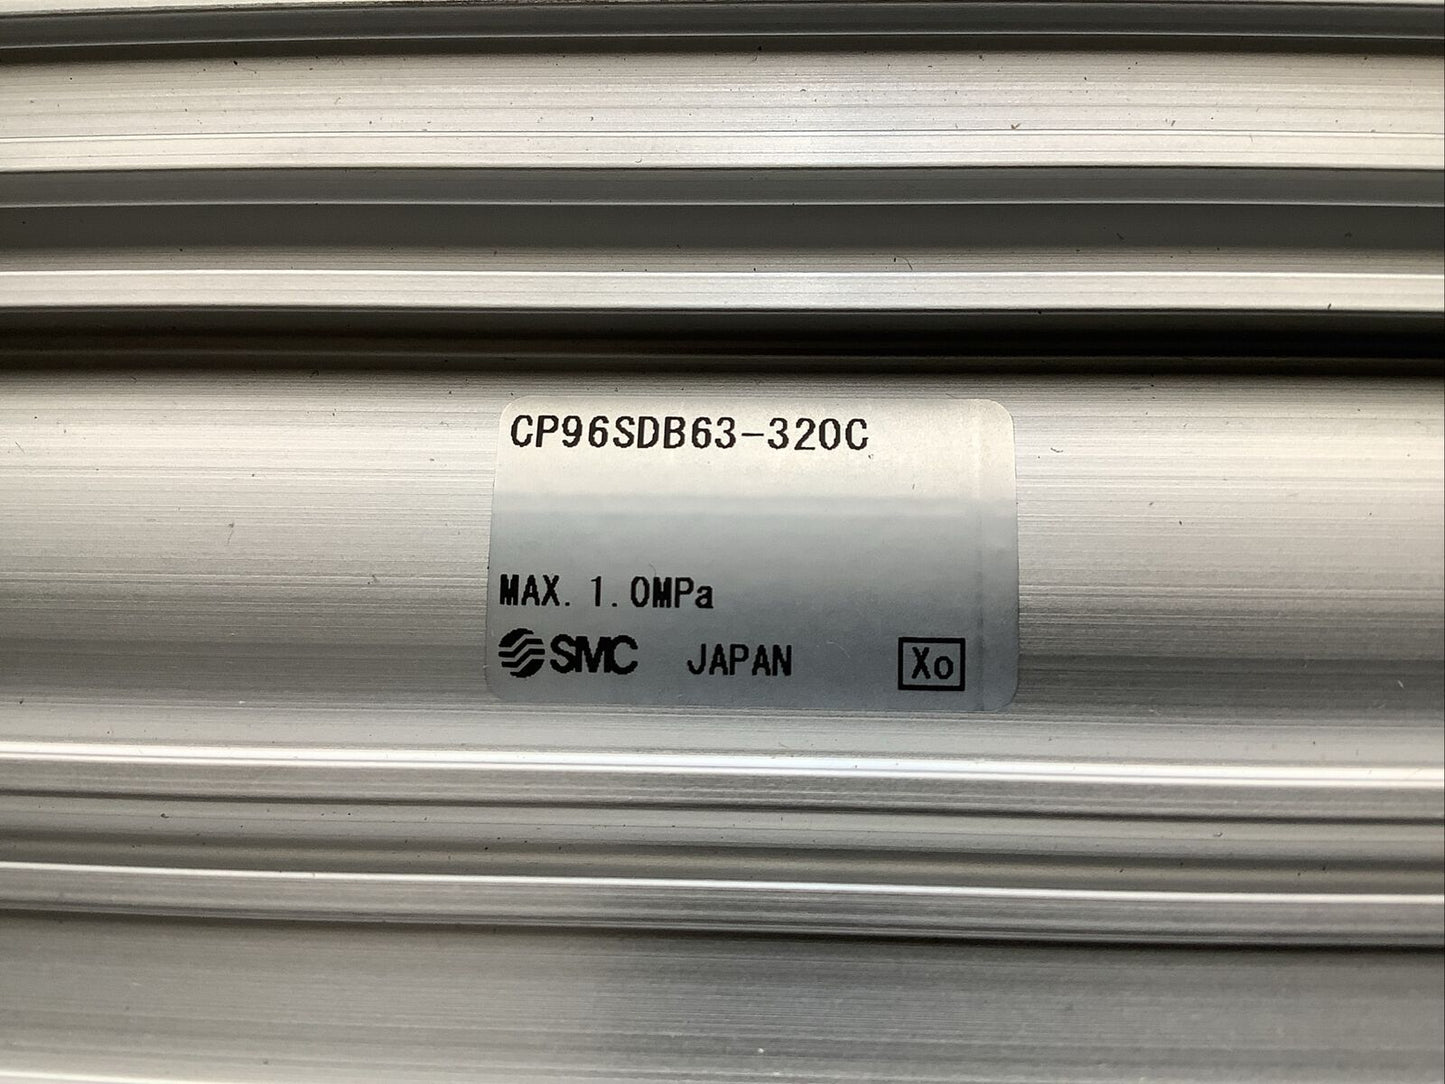 CP96SDB63-320C
MAX. 1.0MPa
SMC JAPAN Xo